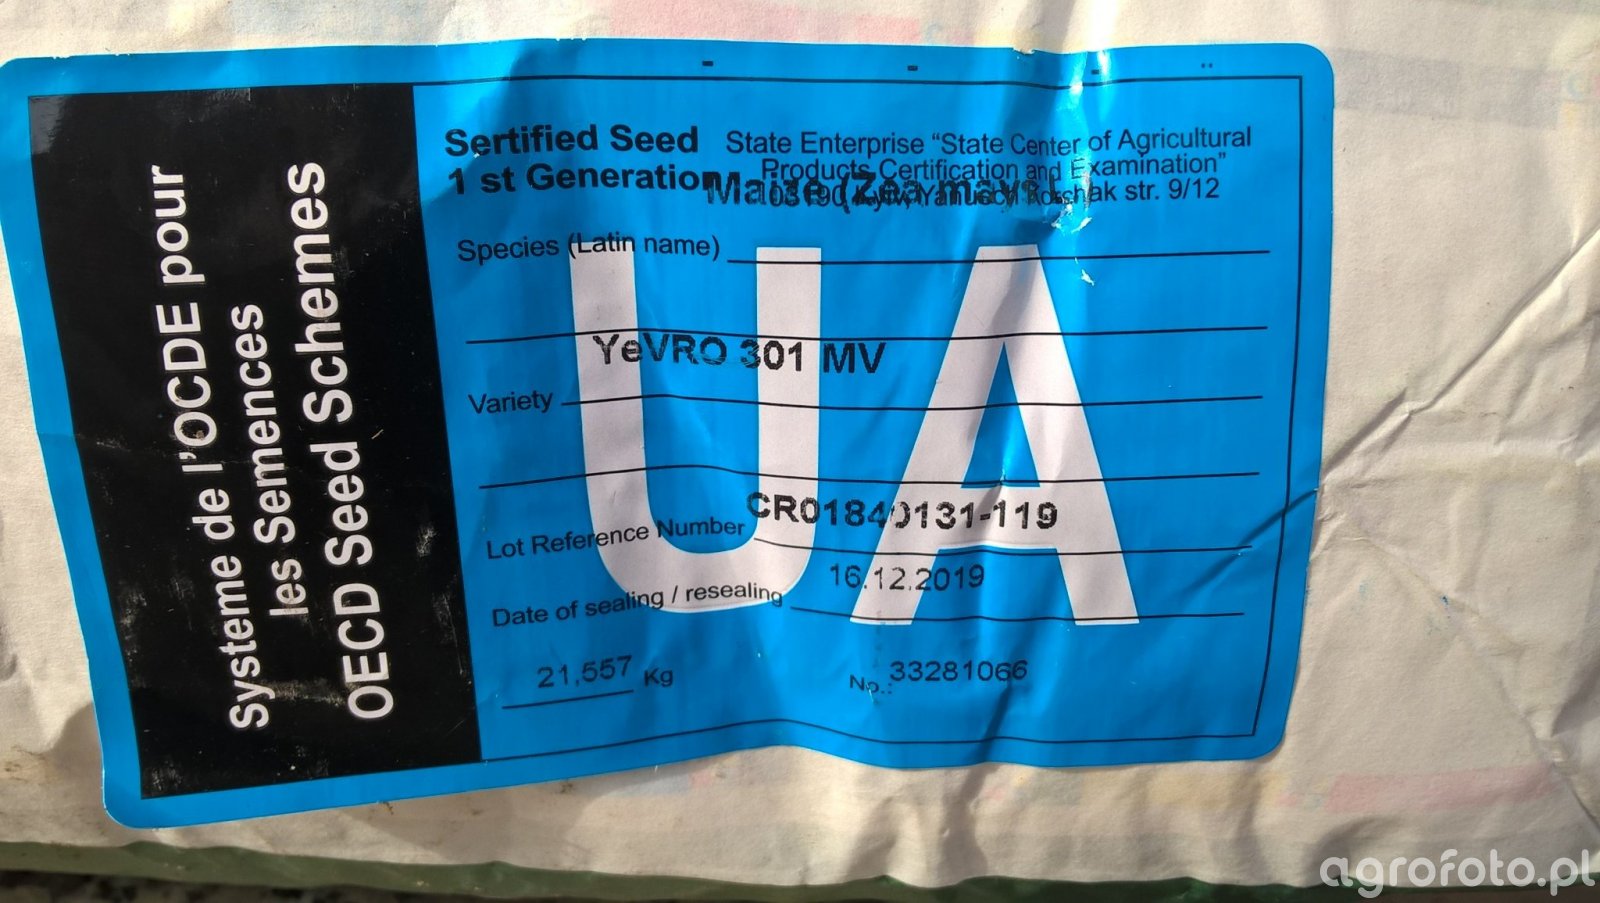 Systeme de l'OCDE pour
les Semences
OECD Seed Schemes
Sertified Seed
1 st Generation
State Enterprise “State Center of Agricultural
Products Certification and Examination”
str. 9/12
Maize (Zea mays
Species (Latin name)
YeVRO 301 MV
Variety
UA
Lot Reference Number CR01840131-119
Date of sealing / resealing 16.12.2019
21,557 Kg No.: 33281066
agrofoto.pl